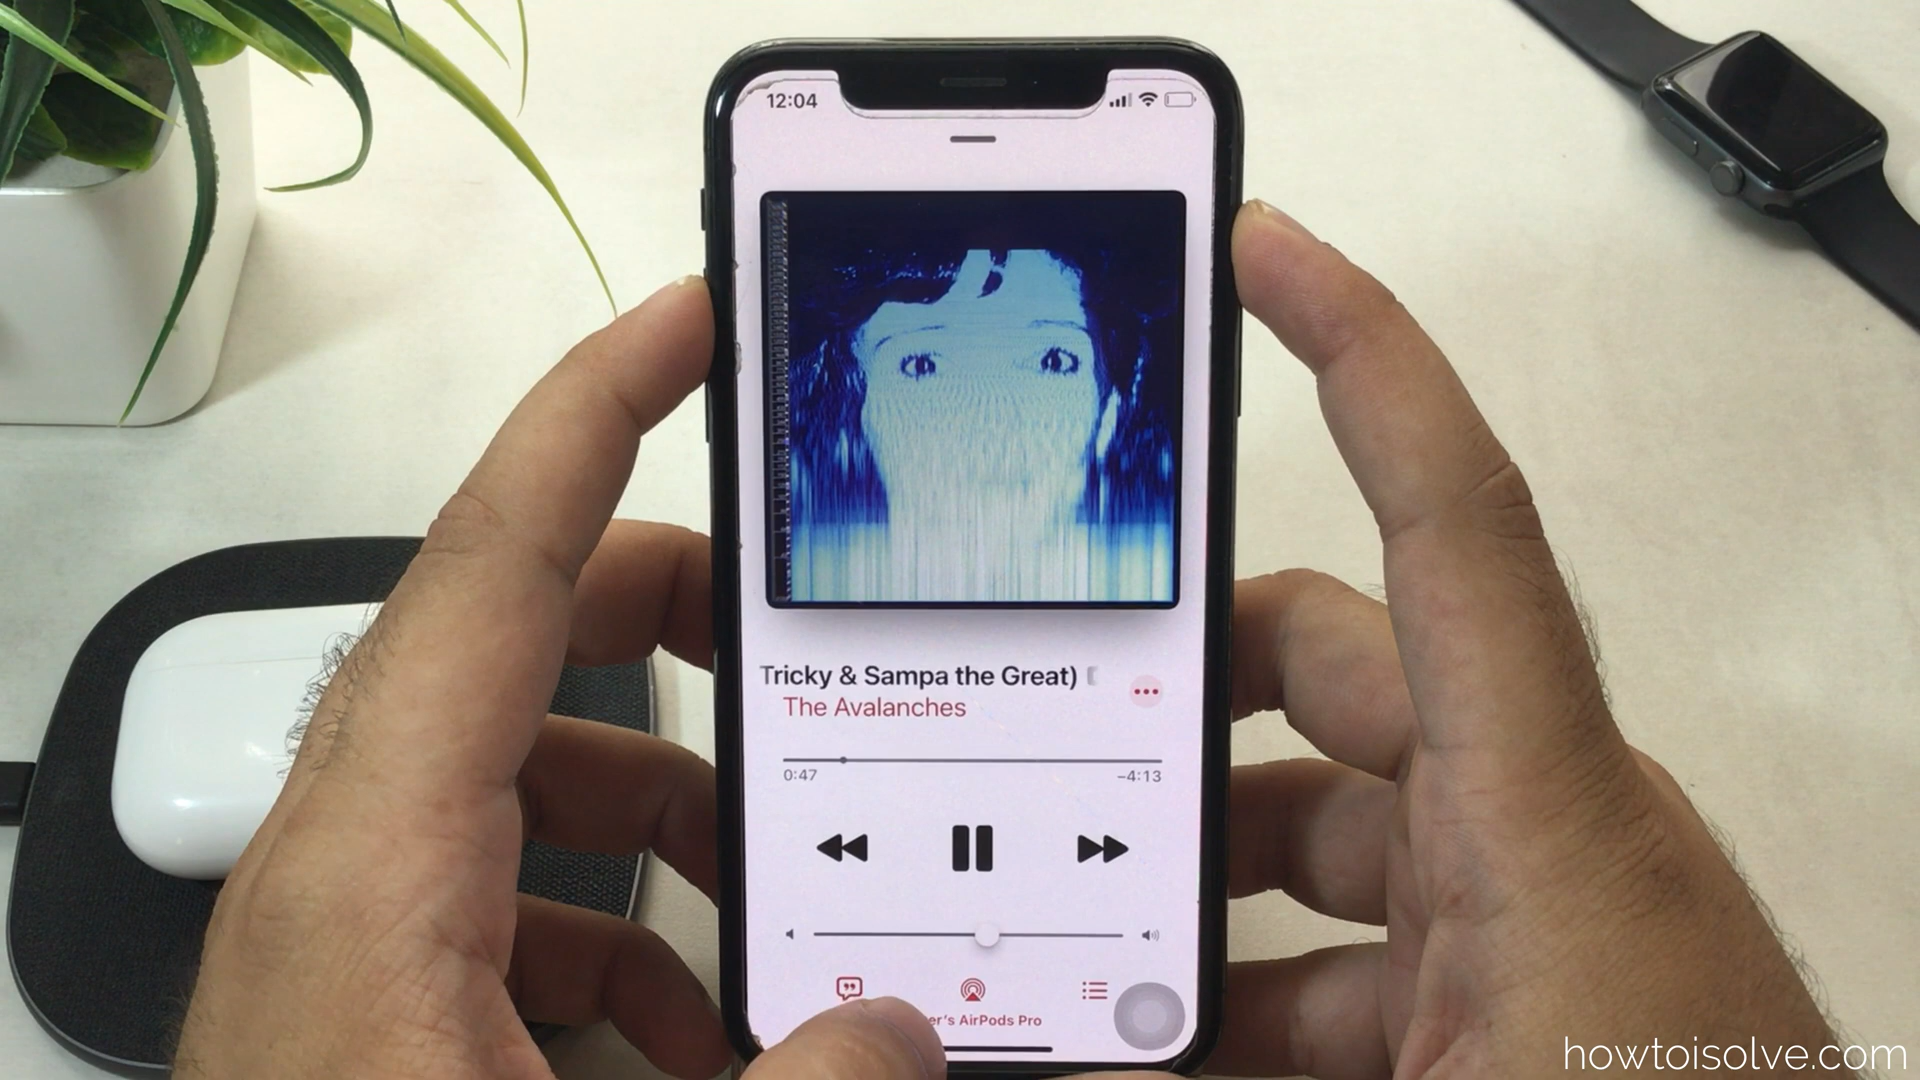 12:04
Tricky & Sampa the Great)
The Avalanches
0:47
−4:13
er's AirPods Pro
howtoisolve.com